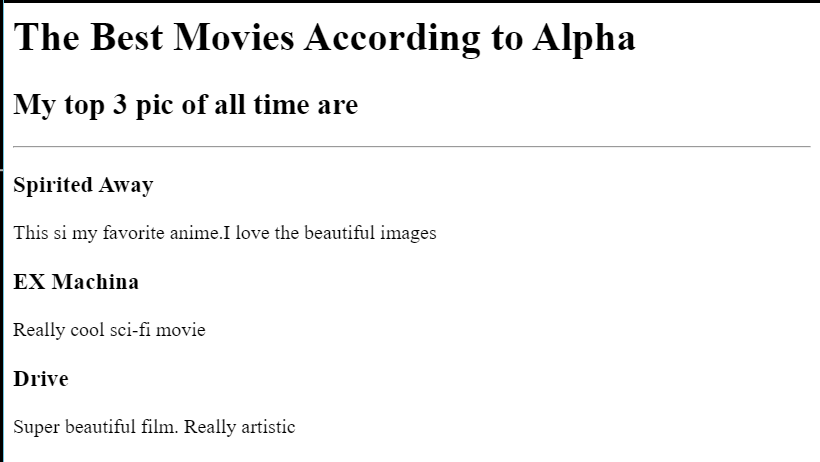 The Best Movies According to Alpha
My top 3 pic of all time are
Spirited Away
This si my favorite anime.I love the beautiful images
EX Machina
Really cool sci-fi movie
Drive
Super beautiful film. Really artistic